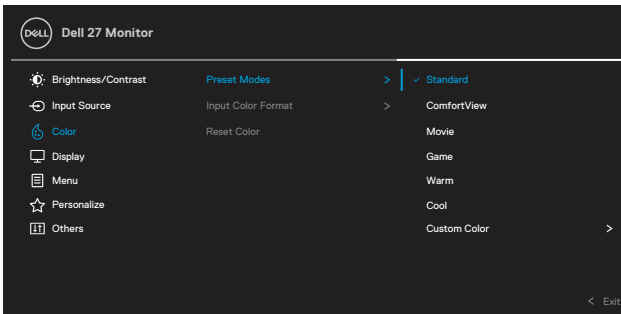 DELL Dell 27 Monitor
Brightness/Contrast Preset Modes > ✓ Standard
Input Source Input Color Format > ComfortView
Color Reset Color Movie
Display Game
Menu Warm
Personalize Cool
Others Custom Color >
< Exit